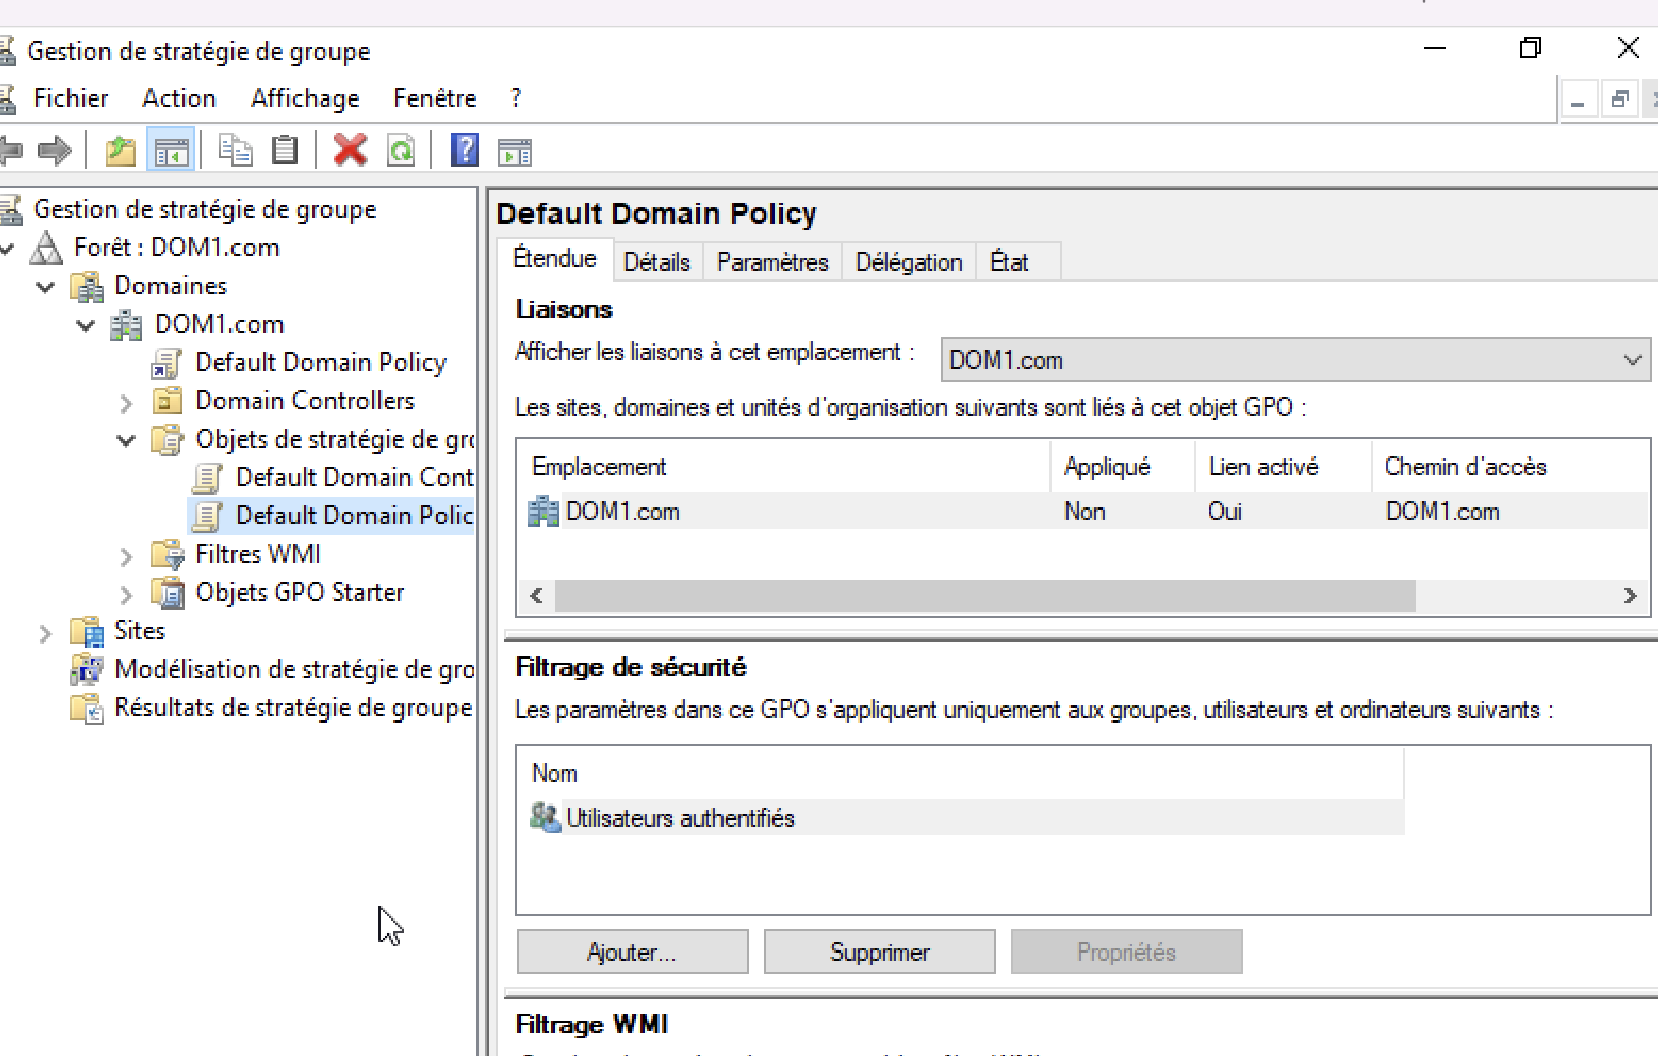 Gestion de stratégie de groupe
Fichier Action Affichage Fenêtre ?
Gestion de stratégie de groupe
Forêt : DOM1.com
Domaines
DOM1.com
Default Domain Policy
Domain Controllers
Objets de stratégie de gro
Default Domain Cont
Default Domain Polic
Filtres WMI
Objets GPO Starter
Sites
Modélisation de stratégie de gro
Résultats de stratégie de groupe
Default Domain Policy
Étendue Détails Paramètres Délégation État
Liaisons
Afficher les liaisons à cet emplacement : DOM1.com
Les sites, domaines et unités d'organisation suivants sont liés à cet objet GPO :
Emplacement Appliqué Lien activé Chemin d'accès
DOM1.com Non Oui DOM1.com
Filtrage de sécurité
Les paramètres dans ce GPO s'appliquent uniquement aux groupes, utilisateurs et ordinateurs suivants :
Nom
Utilisateurs authentifiés
Ajouter... Supprimer Propriétés
Filtrage WMI